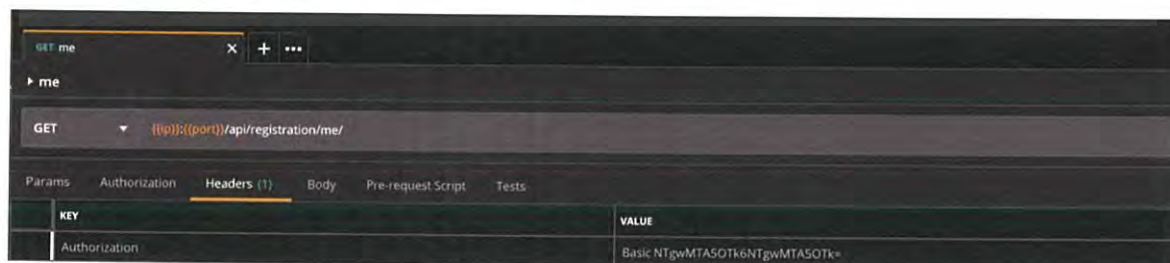 GET me × + •••
▸ me
GET ▼ {{ip}}:{{port}}/api/registration/me/
Params Authorization Headers (1) Body Pre-request Script Tests
KEY VALUE
Authorization Basic NTgwMTA5OTk6NTgwMTA5OTk=